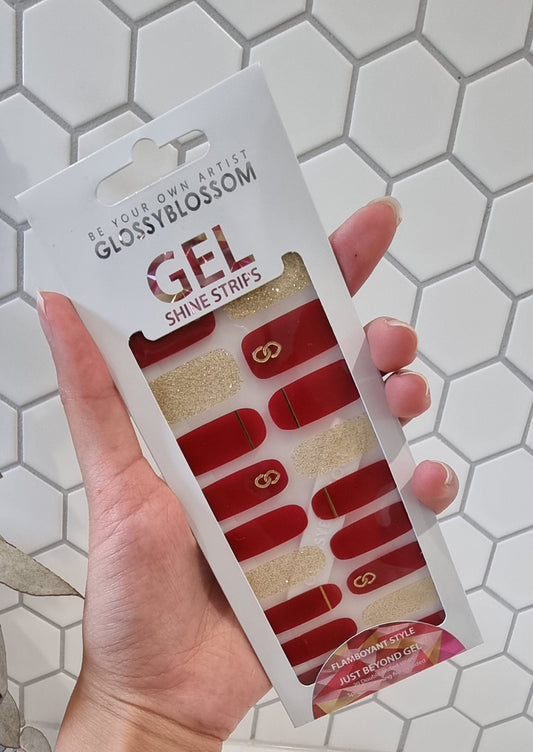 BE YOUR OWN ARTIST
GLOSSYBLOSSOM
GEL
SHINE STRIPS
FLAMBOYANT STYLE
JUST BEYOND GEL